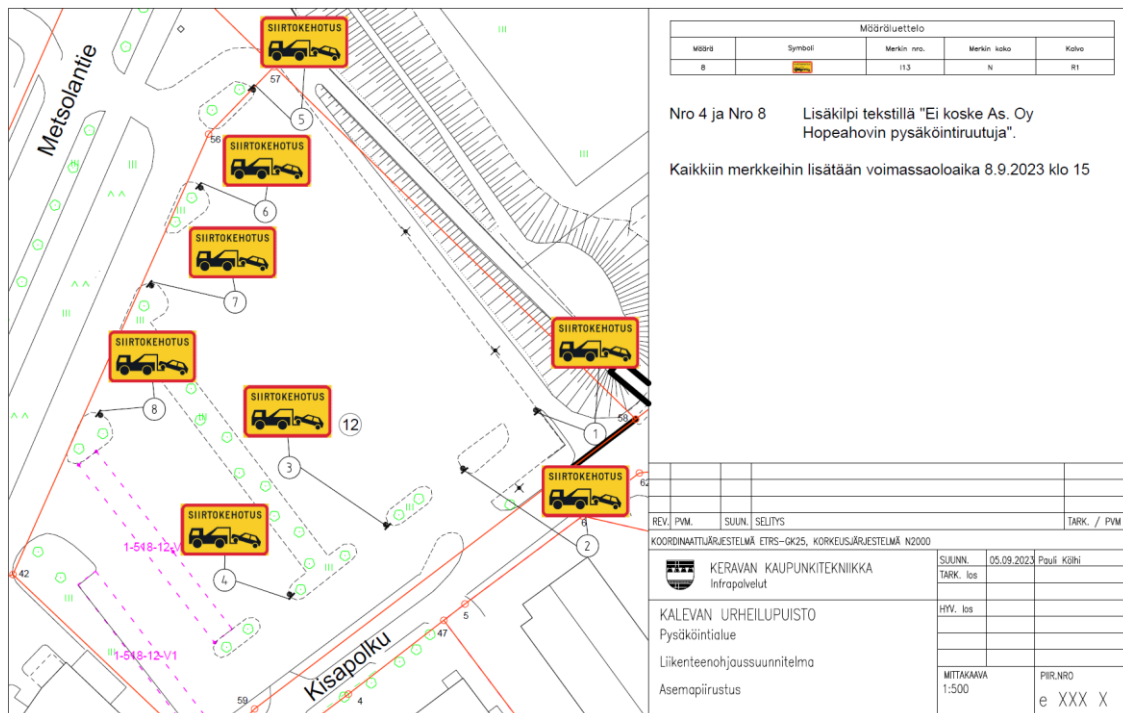 SIIRTOKEHOTUS
57
5
Metsolantie
56
SIIRTOKEHOTUS
6
SIIRTOKEHOTUS
7
SIIRTOKEHOTUS
8
SIIRTOKEHOTUS
12
3
SIIRTOKEHOTUS
58
1
SIIRTOKEHOTUS
62
6
2
SIIRTOKEHOTUS
4
1-518-12-V
42
1-518-12-V1
Kisapolku
5
47
4
59
Määräluettelo
Määrä Symboli Merkin nro. Merkin koko Kalvo
8 I13 N R1
Nro 4 ja Nro 8 Lisäkilpi tekstillä "Ei koske As. Oy
Hopeahovin pysäköintiruutuja".
Kaikkiin merkkeihin lisätään voimassaoloaika 8.9.2023 klo 15
REV. PVM. SUUN. SELITYS TARK. / PVM
KOORDINAATTIJÄRJESTELMÄ ETRS-GK25, KORKEUSJÄRJESTELMÄ N2000
KERAVAN KAUPUNKITEKNIIKKA
Infrapalvelut
SUUNN. 05.09.2023 Pauli Kölhi
TARK. los
HYV. los
KALEVAN URHEILUPUISTO
Pysäköintialue
Liikenteenohjaussuunnitelma
Asemapiirustus
MITTAKAAVA
1:500
PIIR.NRO
e XXX X